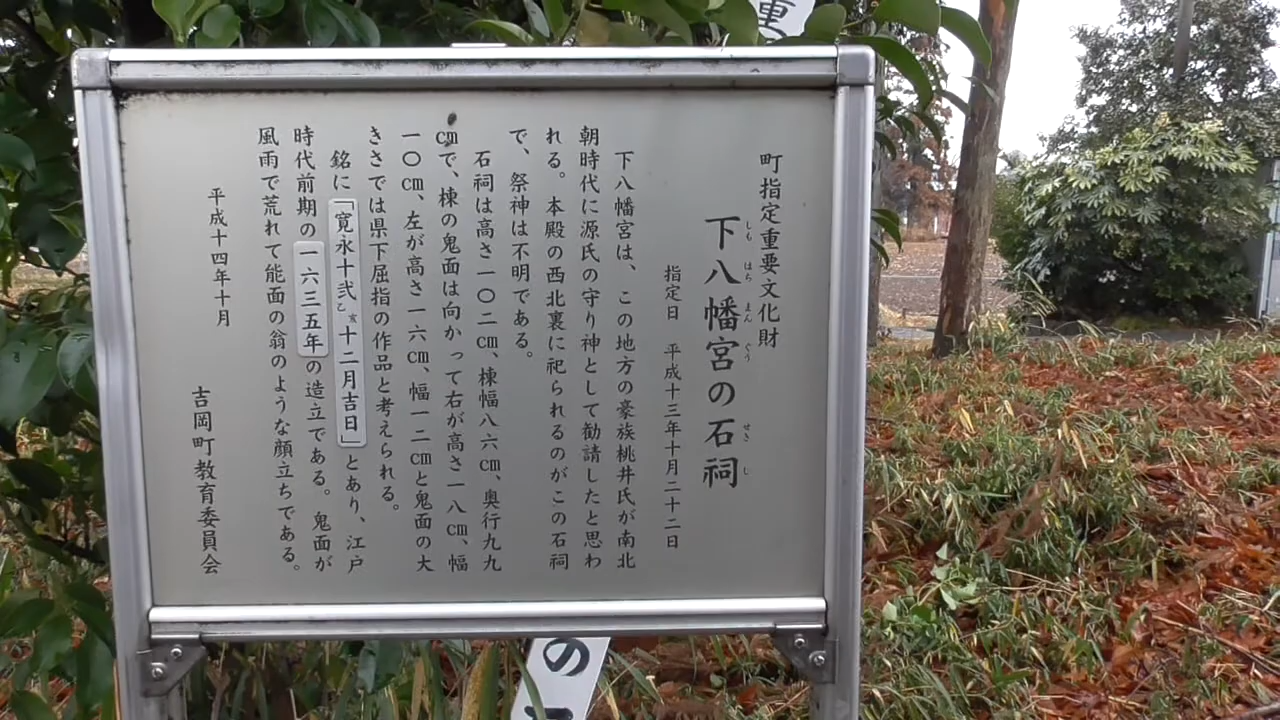 町指定重要文化財
下八幡宮の石祠
しも はち まん ぐう せき し
指定日 平成十三年十月二十二日
下八幡宮は、この地方の豪族桃井氏が南北
朝時代に源氏の守り神として勧請したと思わ
れる。本殿の西北裏に祀られるのがこの石祠
で、祭神は不明である。
石祠は高さ一〇二㎝、棟幅八六㎝、奥行九九
㎝で、棟の鬼面は向かって右が高さ一八㎝、幅
一〇㎝、左が高さ一六㎝、幅一二㎝と鬼面の大
きさでは県下屈指の作品と考えられる。
銘に「寛永十弐乙亥十二月吉日」とあり、江戸
時代前期の一六三五年の造立である。鬼面が
風雨で荒れて能面の翁のような顔立ちである。
平成十四年十月
吉岡町教育委員会
の